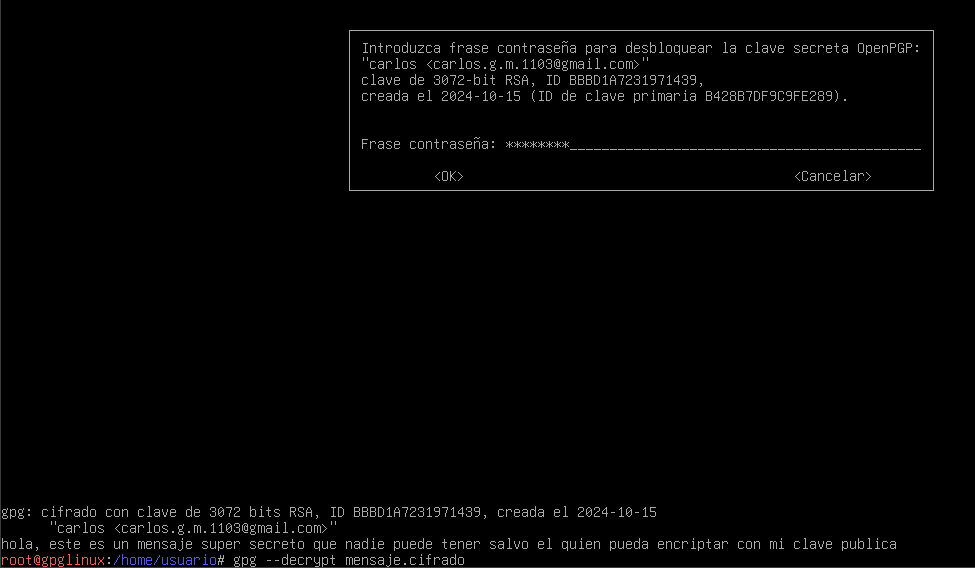 Introduzca frase contraseña para desbloquear la clave secreta OpenPGP:
"carlos <carlos.g.m.1103@gmail.com>"
clave de 3072-bit RSA, ID BBBD1A7231971439,
creada el 2024-10-15 (ID de clave primaria B428B7DF9C9FE289).
Frase contraseña: ********____________________________________________
<OK> <Cancelar>
gpg: cifrado con clave de 3072 bits RSA, ID BBBD1A7231971439, creada el 2024-10-15
"carlos <carlos.g.m.1103@gmail.com>"
hola, este es un mensaje super secreto que nadie puede tener salvo el quien pueda encriptar con mi clave publica
root@gpglinux:/home/usuario# gpg --decrypt mensaje.cifrado